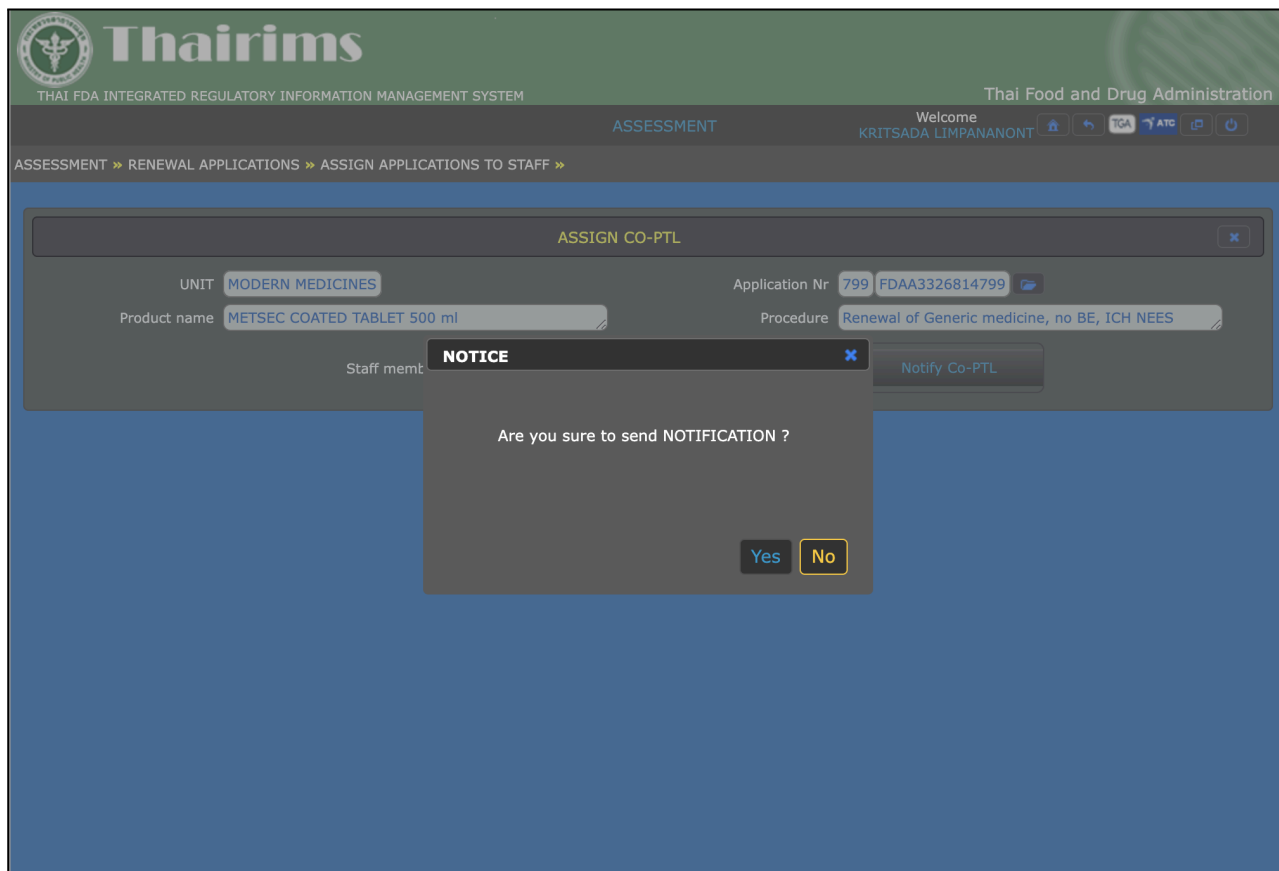 Thairims
THAI FDA INTEGRATED REGULATORY INFORMATION MANAGEMENT SYSTEM
Thai Food and Drug Administration
ASSESSMENT
Welcome
KRITSADA LIMPANANONT
TGA
ATC
ASSESSMENT » RENEWAL APPLICATIONS » ASSIGN APPLICATIONS TO STAFF »
ASSIGN CO-PTL
UNIT MODERN MEDICINES
Application Nr 799 FDAA3326814799
Product name METSEC COATED TABLET 500 ml
Procedure Renewal of Generic medicine, no BE, ICH NEES
Staff memb
Notify Co-PTL
NOTICE
Are you sure to send NOTIFICATION ?
Yes No